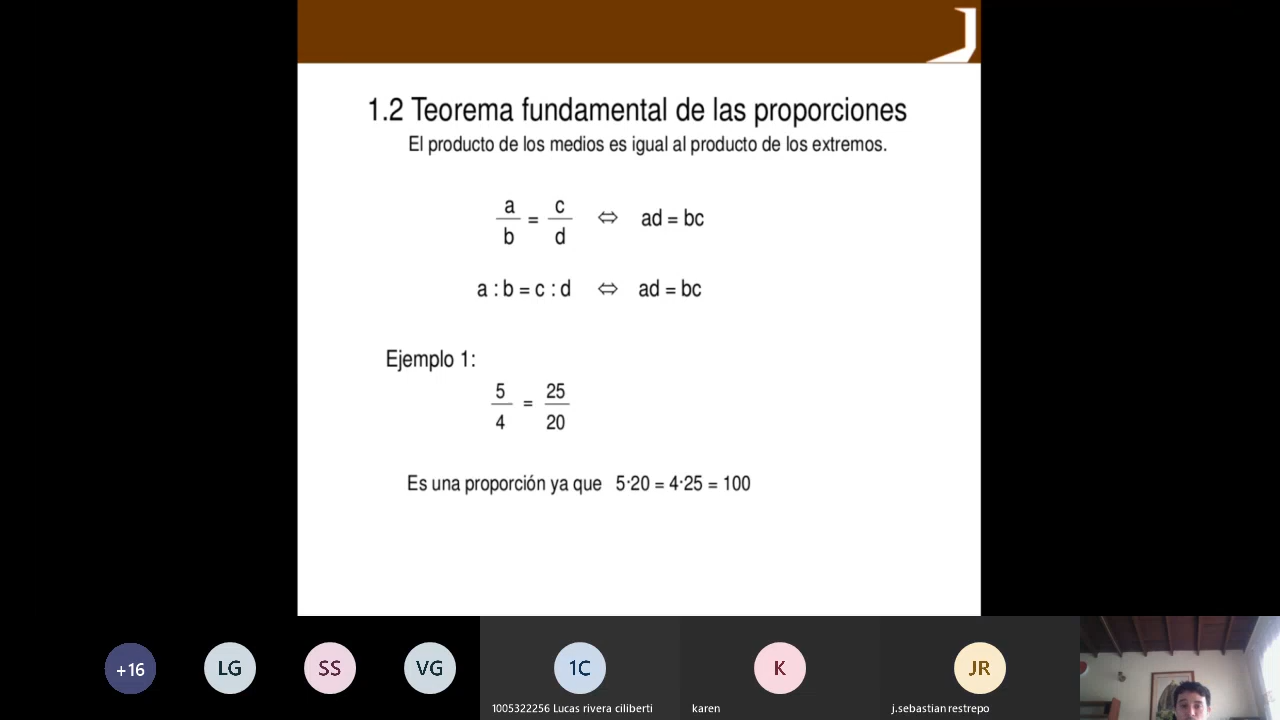 1.2 Teorema fundamental de las proporciones
El producto de los medios es igual al producto de los extremos.
a/b = c/d ⇔ ad = bc
a : b = c : d ⇔ ad = bc
Ejemplo 1:
5/4 = 25/20
Es una proporción ya que 5·20 = 4·25 = 100
+16
LG
SS
VG
1C
K
JR
1005322256 Lucas rivera ciliberti
karen
j.sebastian restrepo